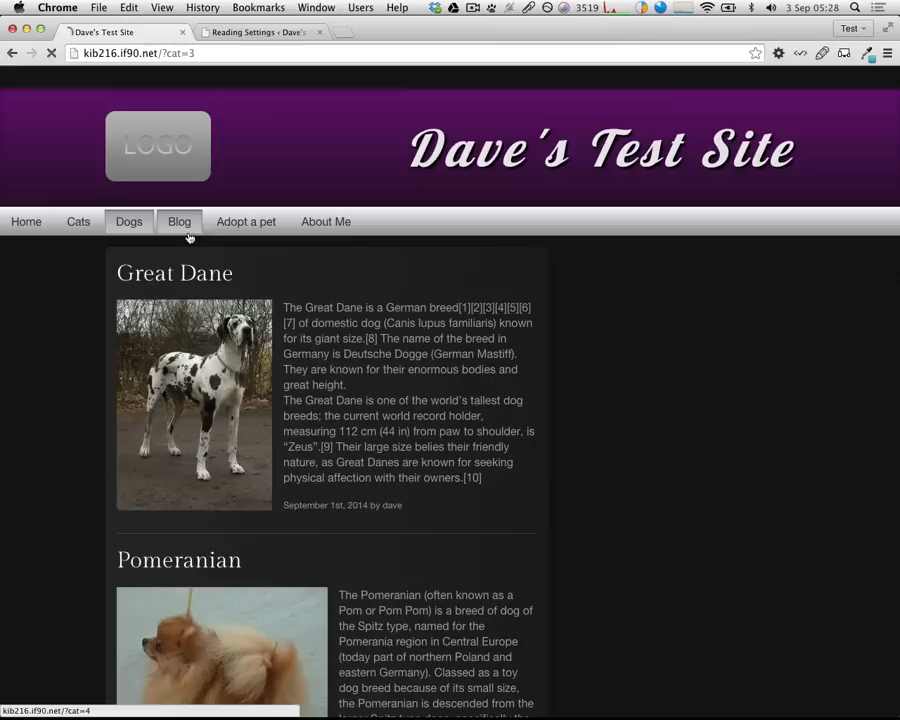 Chrome File Edit View History Bookmarks Window Users Help 3519 3 Sep 05:28
Dave's Test Site
Reading Settings ‹ Dave's
Test
kib216.if90.net/?cat=3
LOGO
Dave's Test Site
Home Cats Dogs Blog Adopt a pet About Me
Great Dane
The Great Dane is a German breed[1][2][3][4][5][6]
[7] of domestic dog (Canis lupus familiaris) known
for its giant size.[8] The name of the breed in
Germany is Deutsche Dogge (German Mastiff).
They are known for their enormous bodies and
great height.
The Great Dane is one of the world's tallest dog
breeds; the current world record holder,
measuring 112 cm (44 in) from paw to shoulder, is
“Zeus”.[9] Their large size belies their friendly
nature, as Great Danes are known for seeking
physical affection with their owners.[10]
September 1st, 2014 by dave
Pomeranian
The Pomeranian (often known as a
Pom or Pom Pom) is a breed of dog of
the Spitz type, named for the
Pomerania region in Central Europe
(today part of northern Poland and
eastern Germany). Classed as a toy
dog breed because of its small size,
the Pomeranian is descended from the
larger Spitz type dogs, specifically the
kib216.if90.net/?cat=4